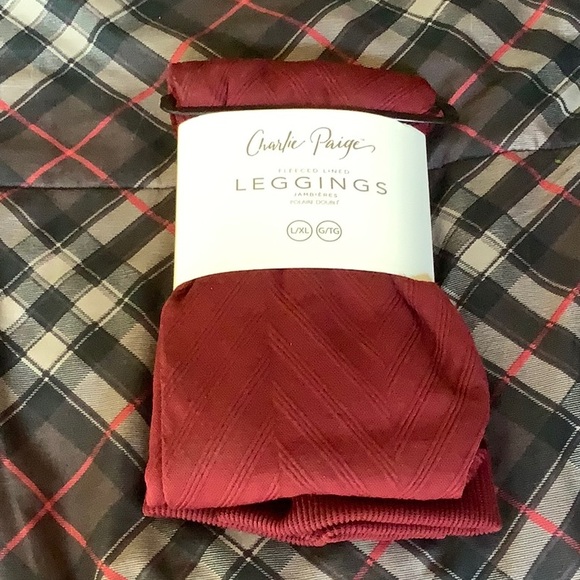 Charlie Paige
FLEECED LINED
LEGGINGS
JAMBIÈRES
L/XL G/TG